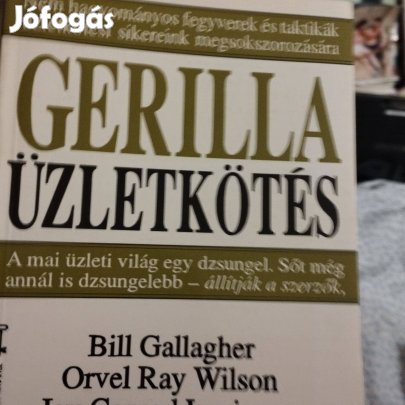 Jófogás
hagyományos fegyverek és taktikák
sikereink megsokszorozására
GERILLA
ÜZLETKÖTÉS
A mai üzleti világ egy dzsungel. Sőt még
annál is dzsungelebb – állítják a szerzők,
Bill Gallagher
Orvel Ray Wilson